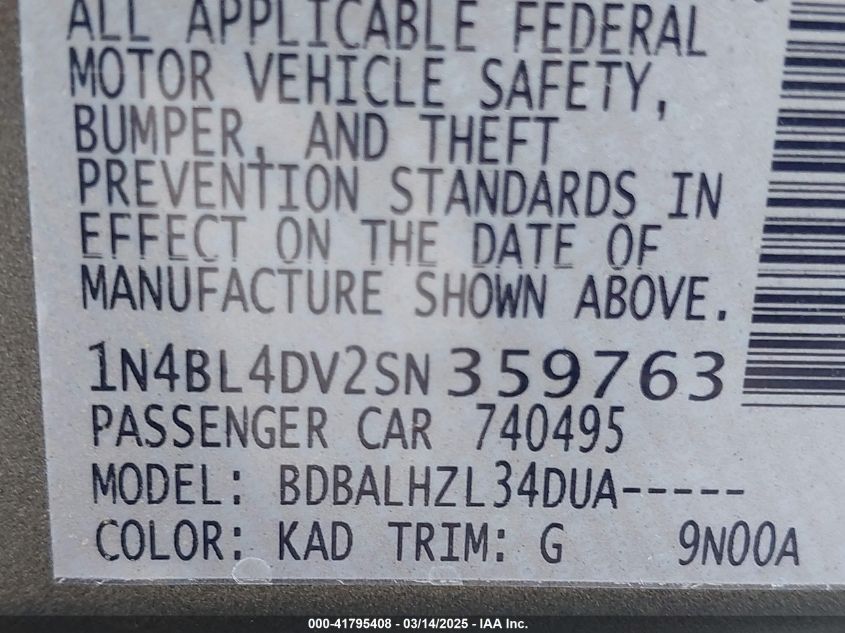 ALL APPLICABLE FEDERAL
MOTOR VEHICLE SAFETY,
BUMPER, AND THEFT
PREVENTION STANDARDS IN
EFFECT ON THE DATE OF
MANUFACTURE SHOWN ABOVE.
1N4BL4DV2SN359763
PASSENGER CAR 740495
MODEL: BDBALHZL34DUA-----
COLOR: KAD TRIM: G 9N00A
000-41795408 - 03/14/2025 - IAA Inc.